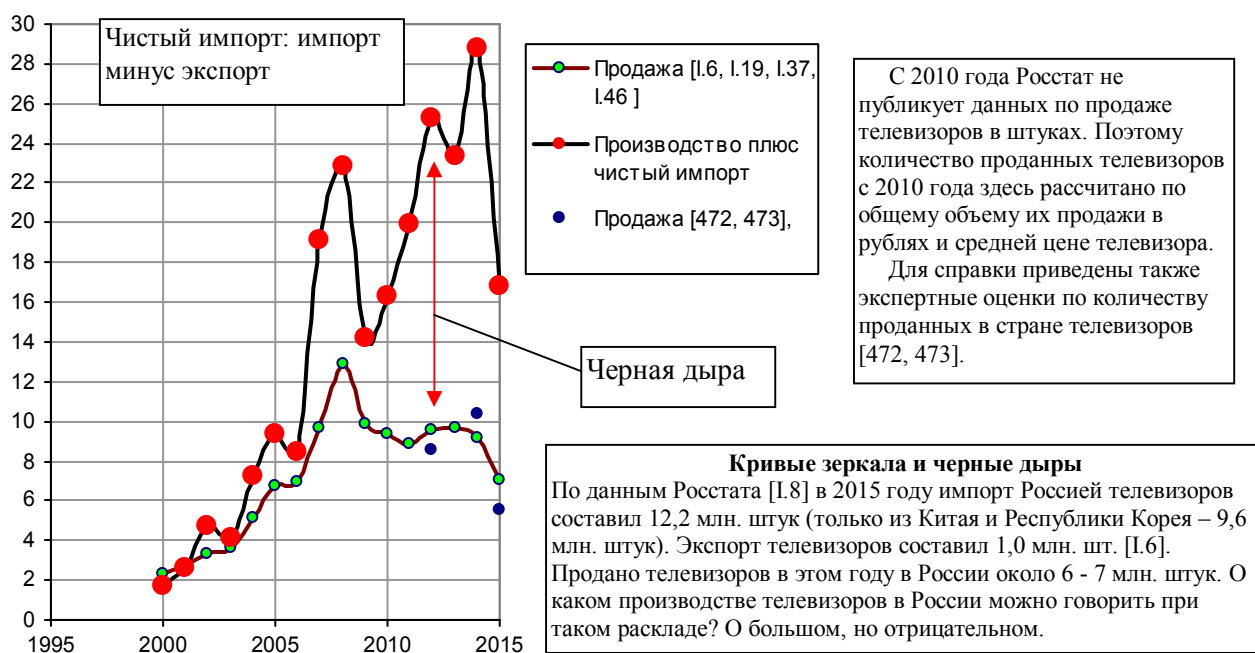 30
28
26
24
22
20
18
16
14
12
10
8
6
4
2
0
1995 2000 2005 2010 2015
Чистый импорт: импорт
минус экспорт
Продажа [I.6, I.19, I.37,
I.46 ]
Производство плюс
чистый импорт
Продажа [472, 473],
Черная дыра
С 2010 года Росстат не
публикует данных по продаже
телевизоров в штуках. Поэтому
количество проданных телевизоров
с 2010 года здесь рассчитано по
общему объему их продажи в
рублях и средней цене телевизора.
Для справки приведены также
экспертные оценки по количеству
проданных в стране телевизоров
[472, 473].
Кривые зеркала и черные дыры
По данным Росстата [I.8] в 2015 году импорт Россией телевизоров
составил 12,2 млн. штук (только из Китая и Республики Корея – 9,6
млн. штук). Экспорт телевизоров составил 1,0 млн. шт. [I.6].
Продано телевизоров в этом году в России около 6 - 7 млн. штук. О
каком производстве телевизоров в России можно говорить при
таком раскладе? О большом, но отрицательном.